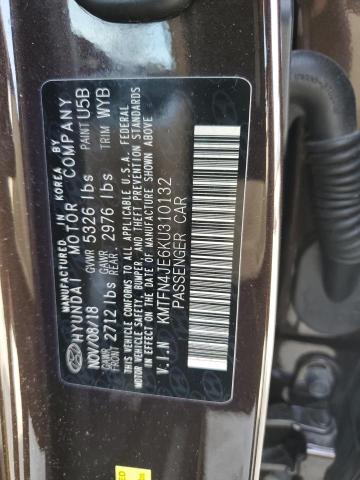 MANUFACTURED IN KOREA BY
HYUNDAI MOTOR COMPANY
NOV/08/18 GVWR 5326 lbs PAINT U5B
GAWR FRONT 2712 lbs GAWR REAR 2976 lbs TRIM WYB
THIS VEHICLE CONFORMS TO ALL APPLICABLE U.S.A. FEDERAL
MOTOR VEHICLE SAFETY, BUMPER, AND THEFT PREVENTION STANDARDS
IN EFFECT ON THE DATE OF MANUFACTURE SHOWN ABOVE.
V.I.N KMTFN4JE6KU310132
PASSENGER CAR